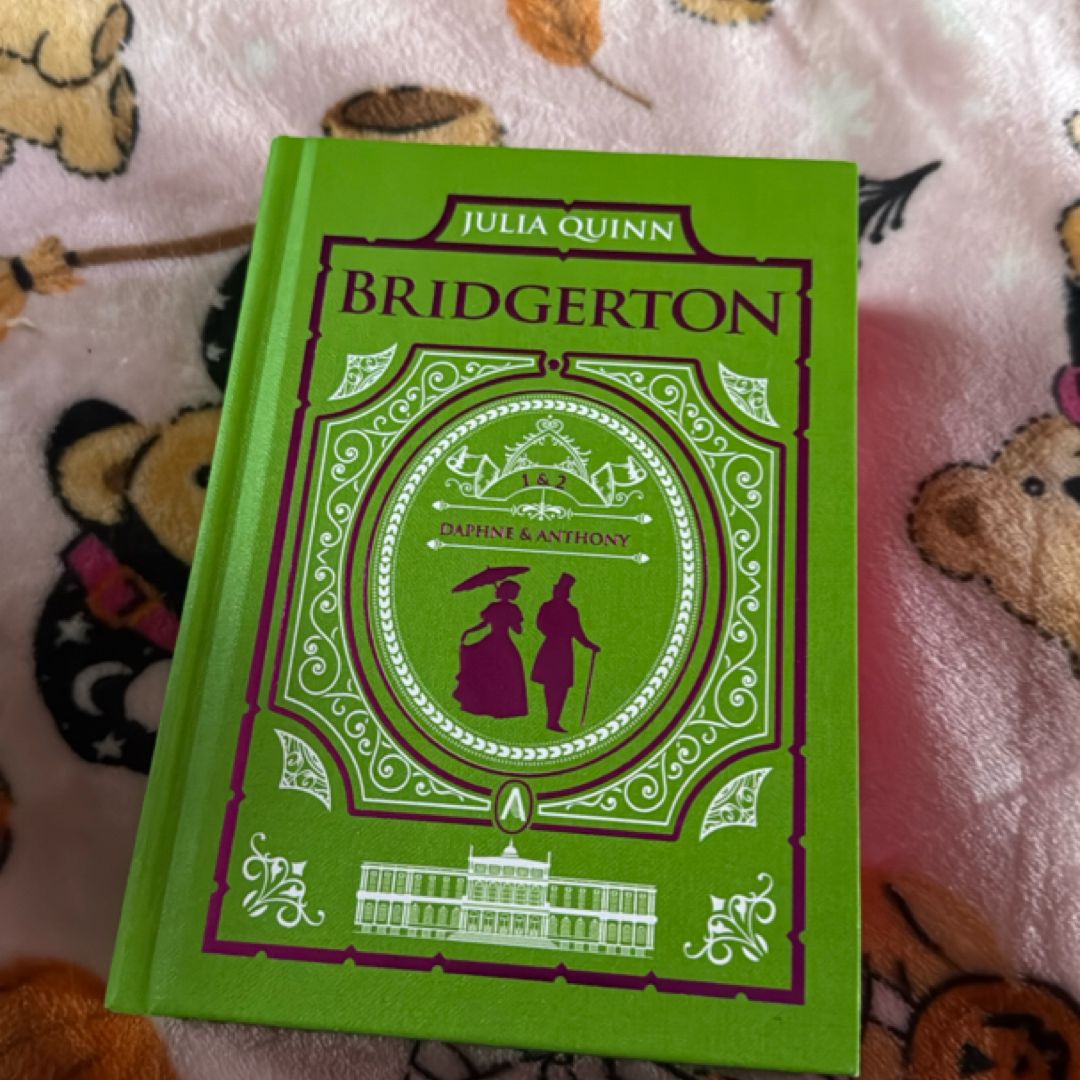 JULIA QUINN
BRIDGERTON
1 & 2
DAPHNE & ANTHONY
A